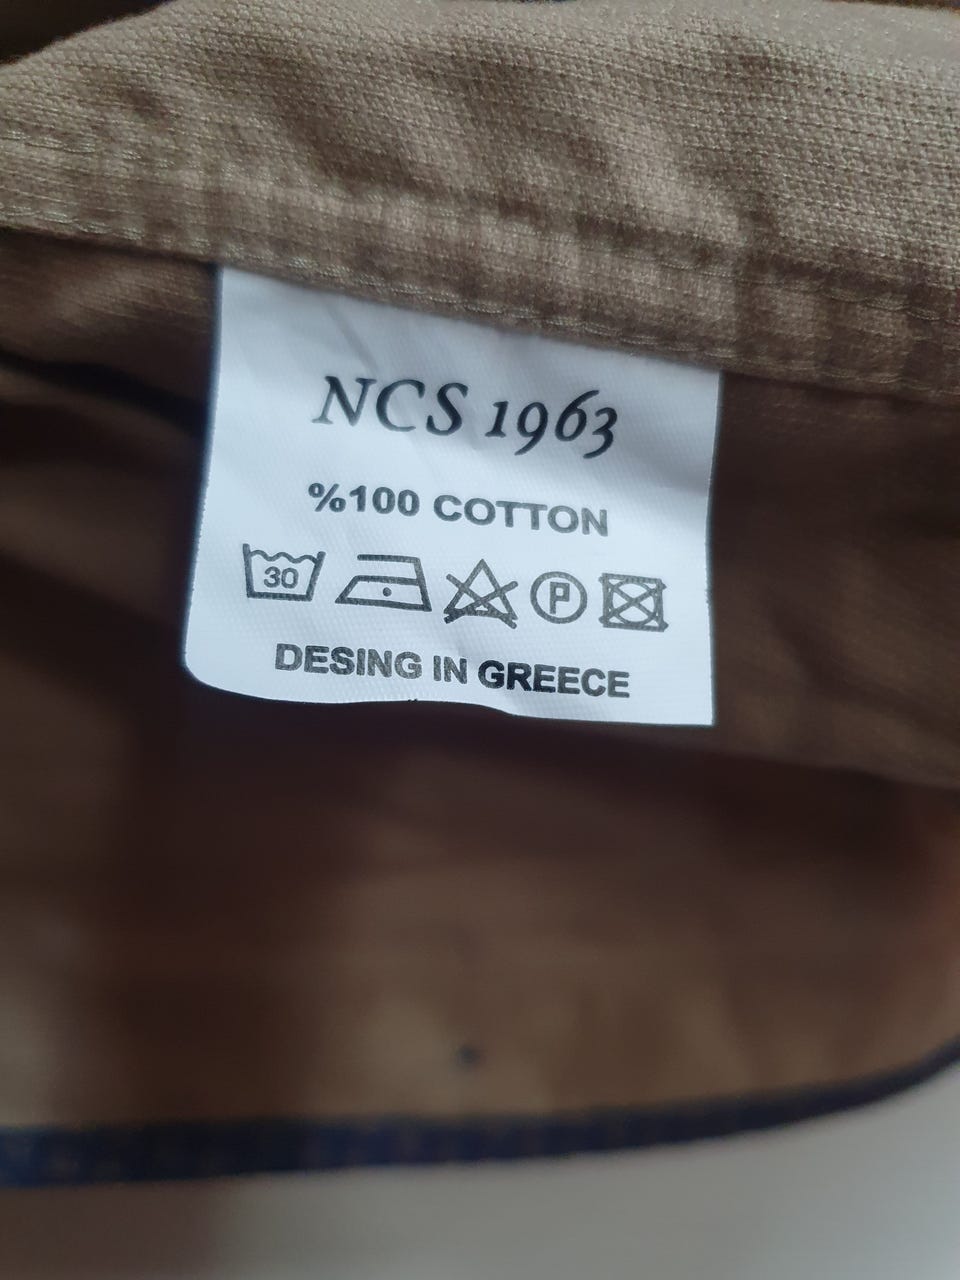 NCS 1963
%100 COTTON
30 P
DESING IN GREECE